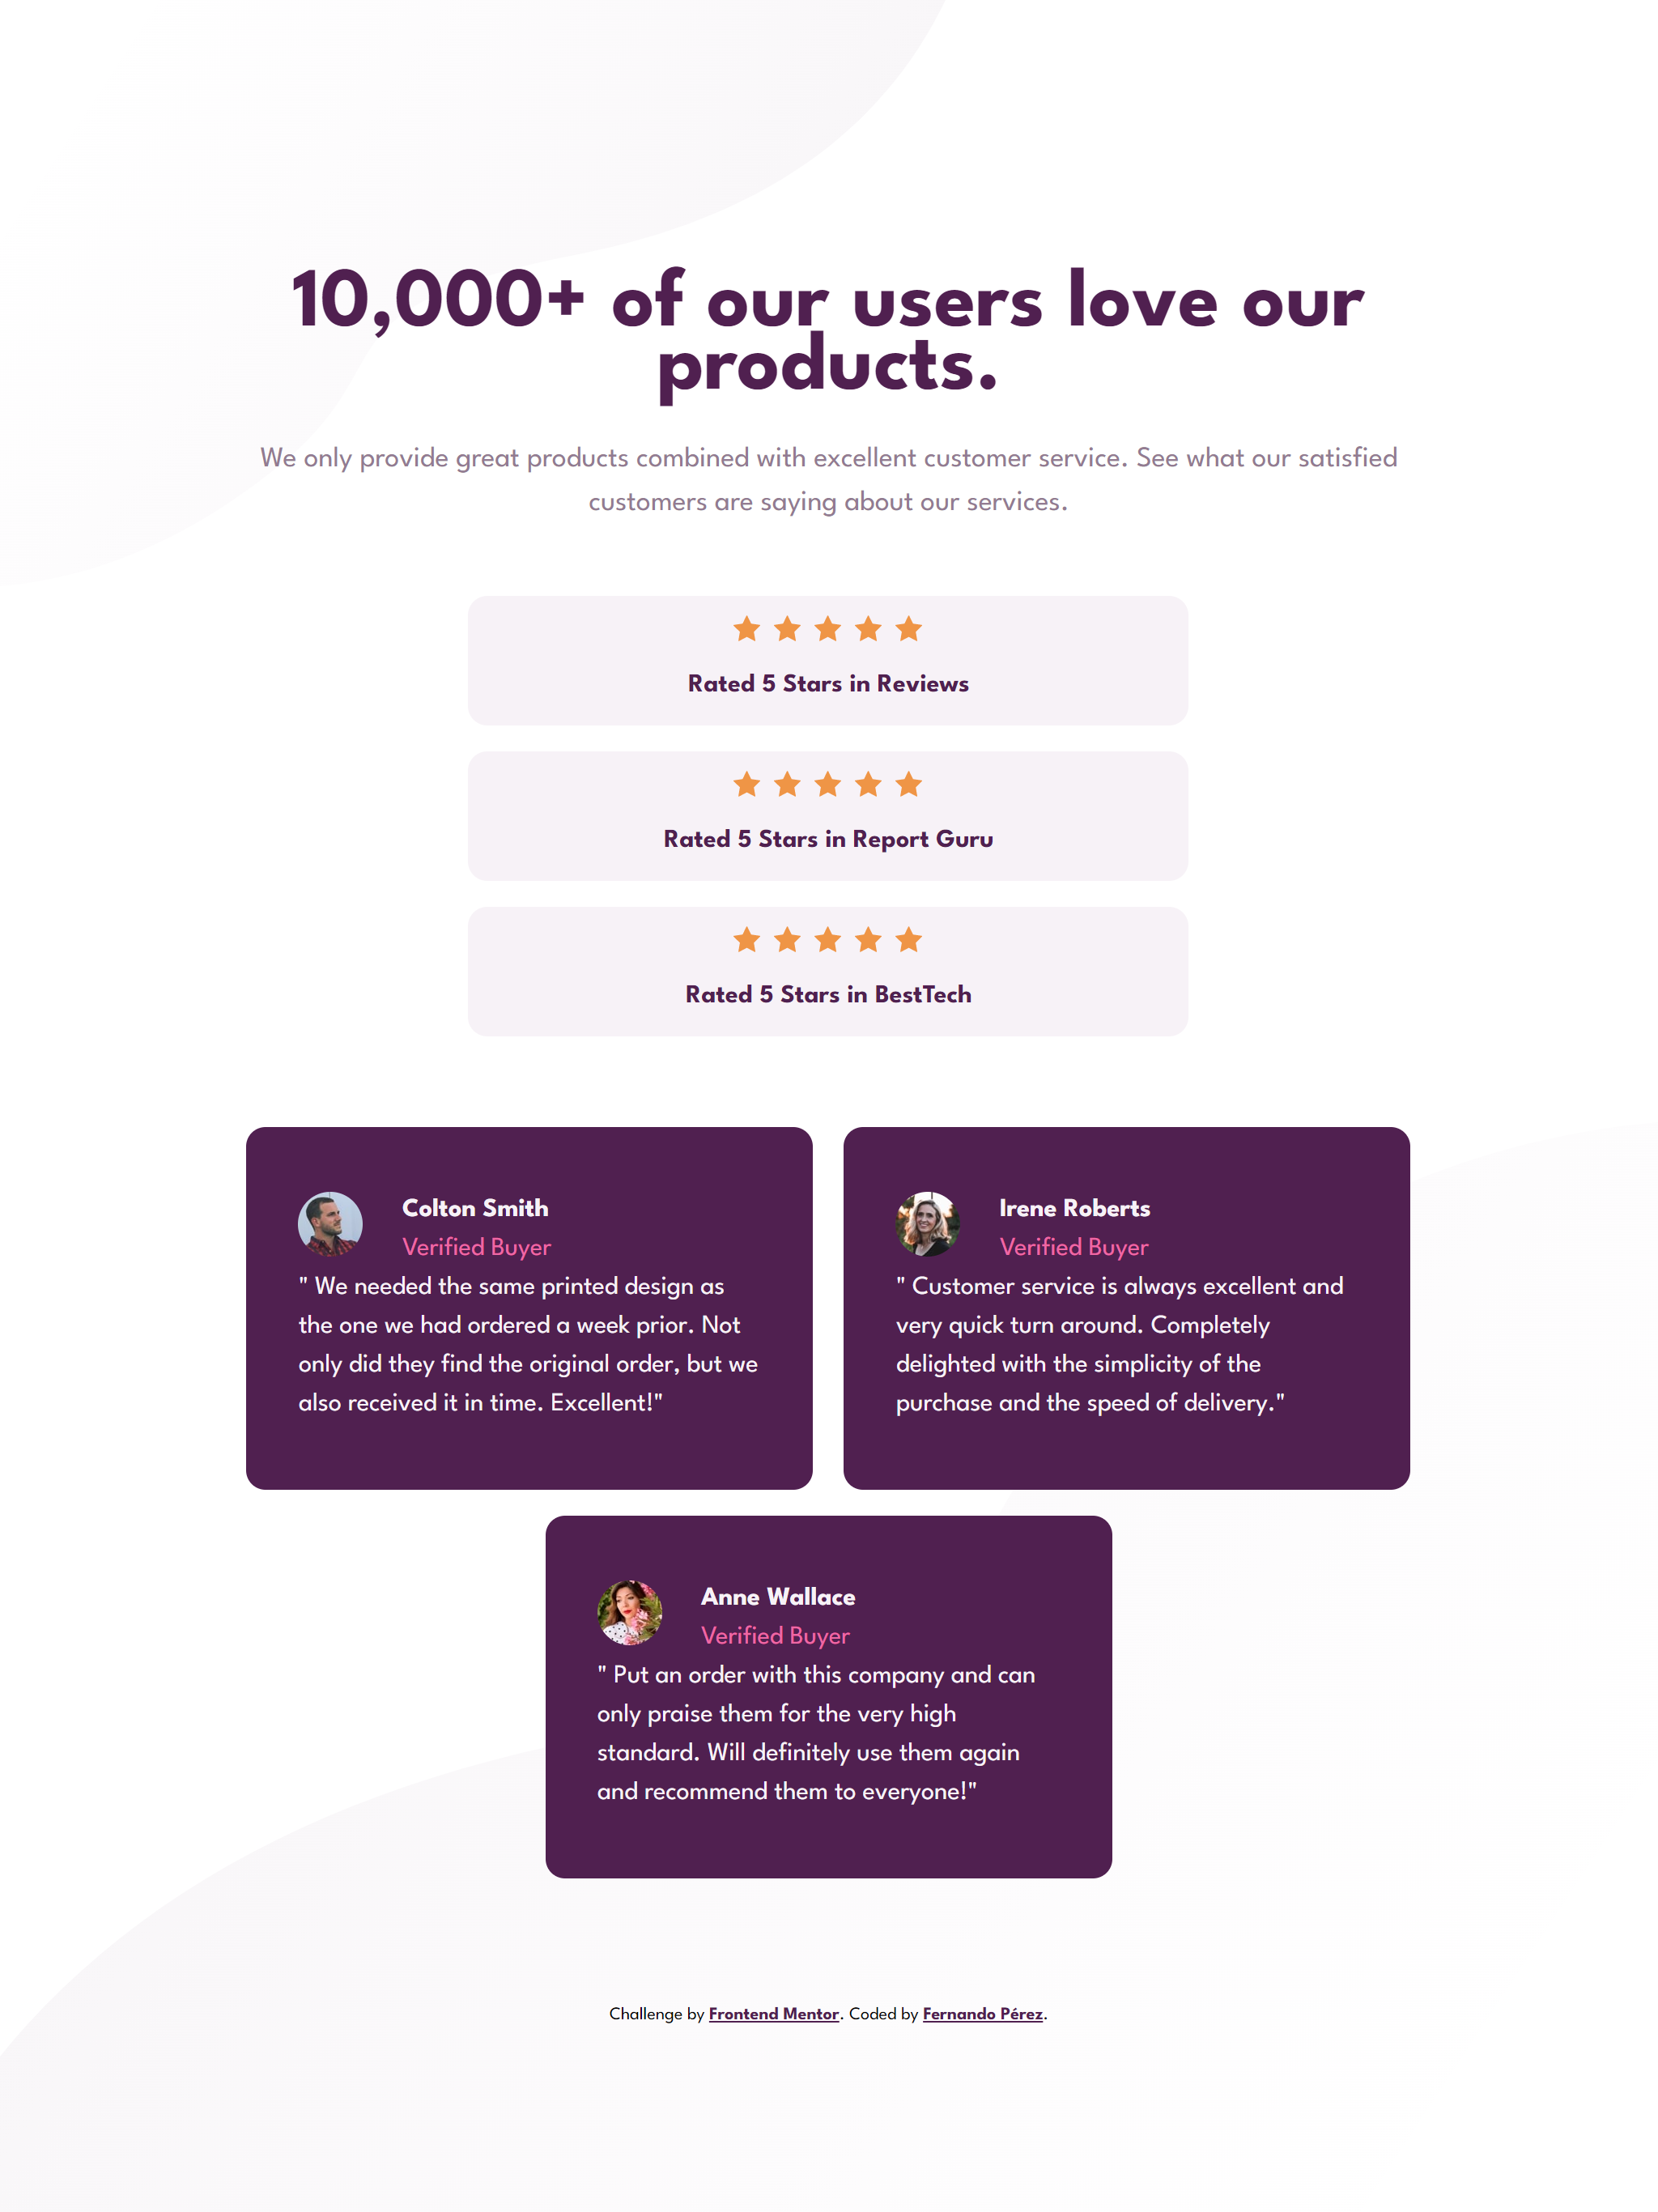 10,000+ of our users love our
products.
We only provide great products combined with excellent customer service. See what our satisfied
customers are saying about our services.
Rated 5 Stars in Reviews
Rated 5 Stars in Report Guru
Rated 5 Stars in BestTech
Colton Smith
Verified Buyer
" We needed the same printed design as
the one we had ordered a week prior. Not
only did they find the original order, but we
also received it in time. Excellent!"
Irene Roberts
Verified Buyer
" Customer service is always excellent and
very quick turn around. Completely
delighted with the simplicity of the
purchase and the speed of delivery."
Anne Wallace
Verified Buyer
" Put an order with this company and can
only praise them for the very high
standard. Will definitely use them again
and recommend them to everyone!"
Challenge by Frontend Mentor. Coded by Fernando Pérez.